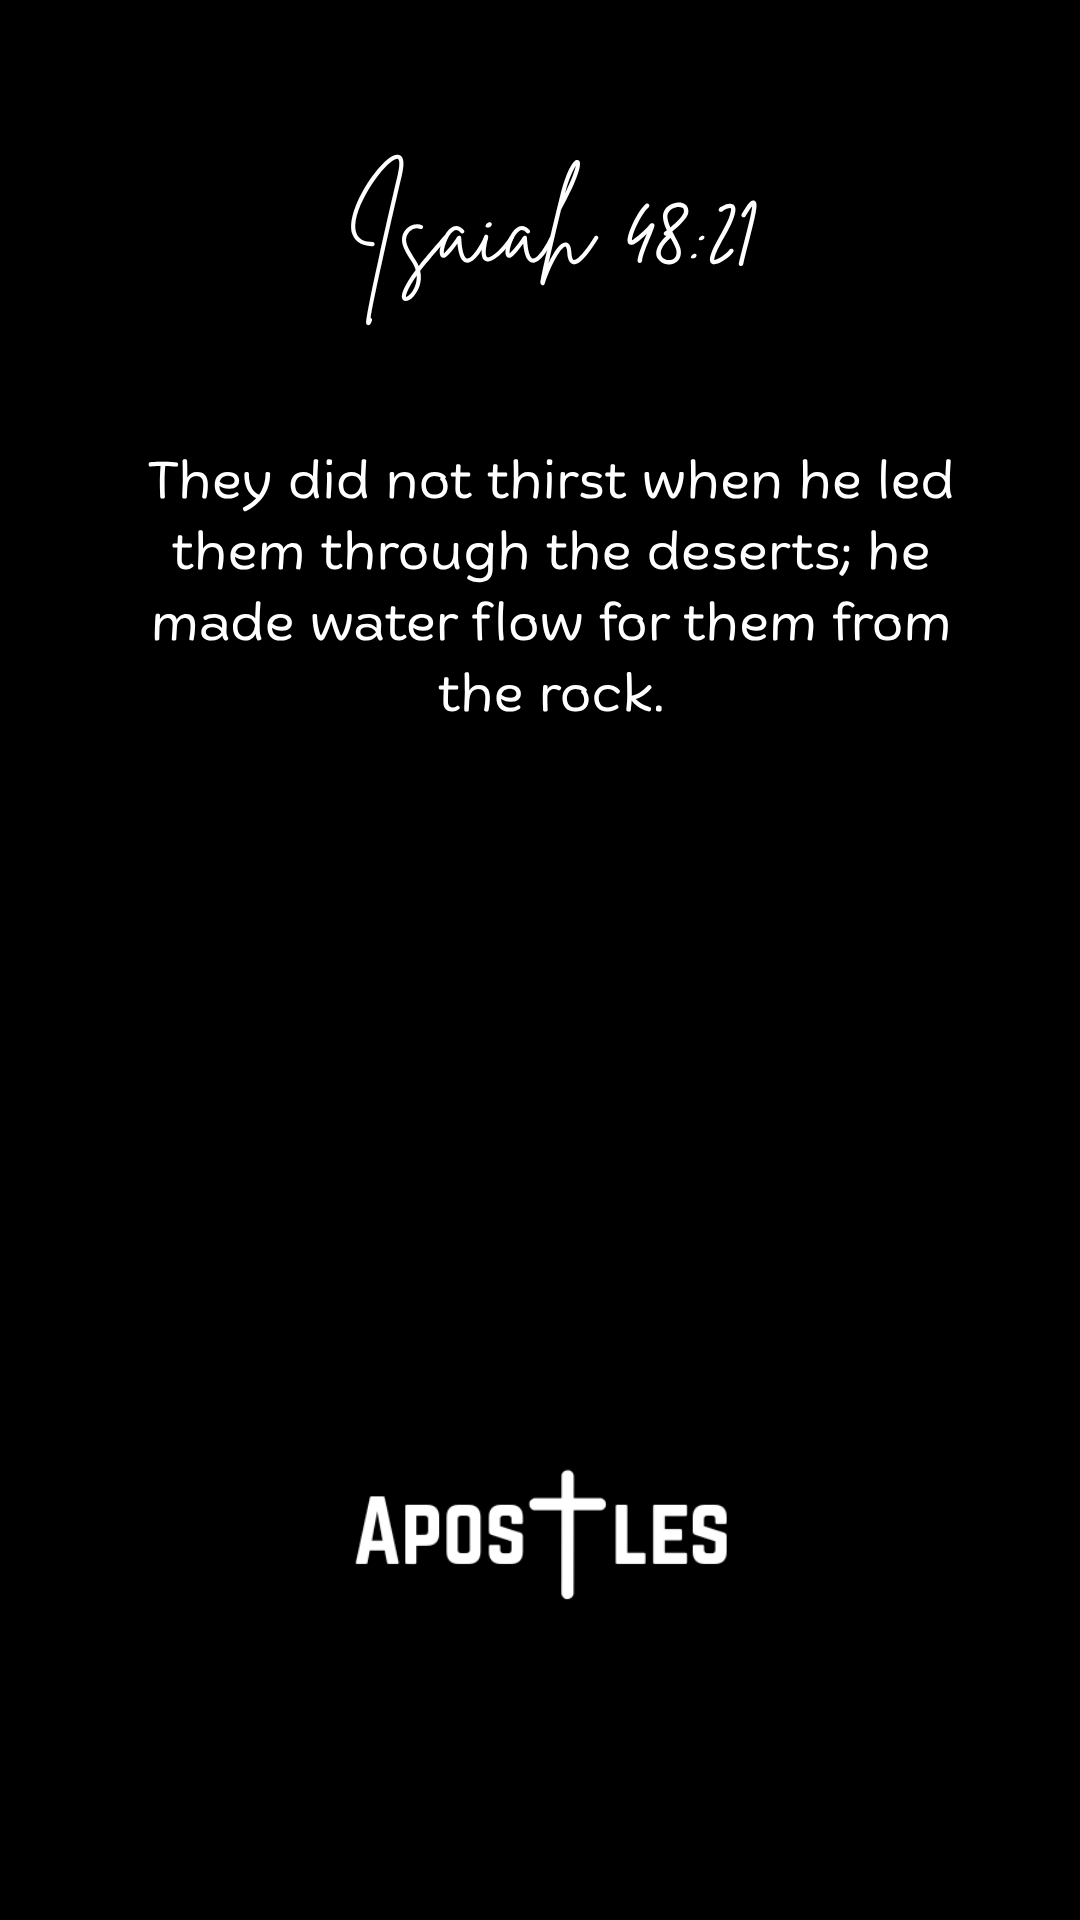 Isaiah 48:21
They did not thirst when he led
them through the deserts; he
made water flow for them from
the rock.
APOSTLES